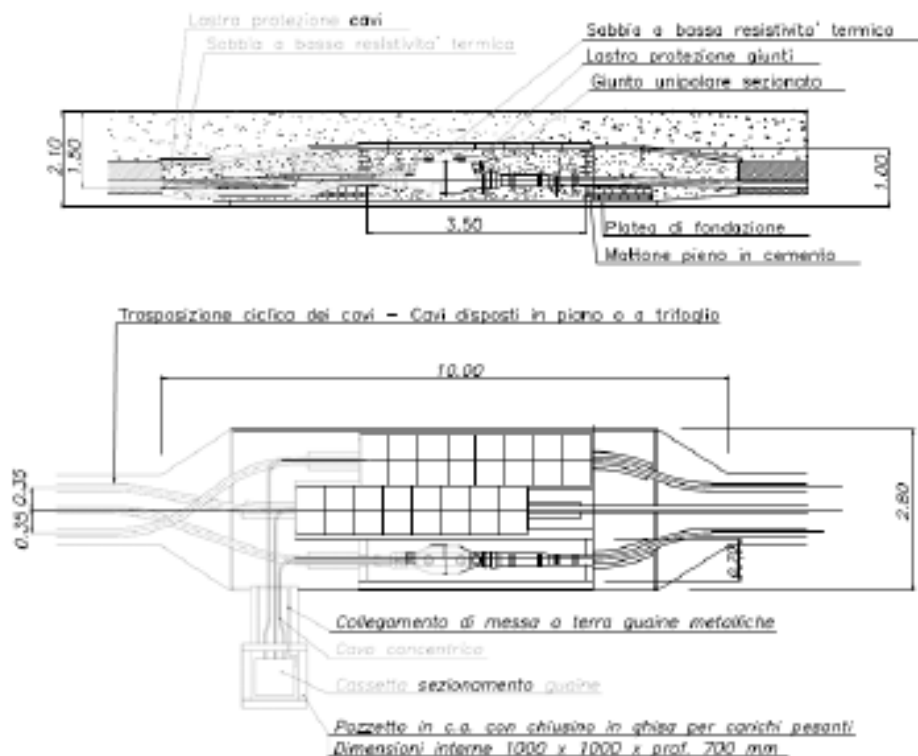 Lastra protezione cavi
Sabbia a bassa resistivita' termica
Sabbia a bassa resistivita' termica
Lastra protezione giunti
Giunto unipolare sezionato
2.10
1.80
1.00
3.50
Platea di fondazione
Mattone pieno in cemento
Trasposizione ciclica dei cavi - Cavi disposti in piano o a trifoglio
10.00
0.35
0.35
2.80
0.70
Collegamento di messa a terra guaine metalliche
Cavo concentrico
Cassetta sezionamento guaine
Pozzetto in c.a. con chiusino in ghisa per carichi pesanti
Dimensioni interne 1000 x 1000 x prof. 700 mm